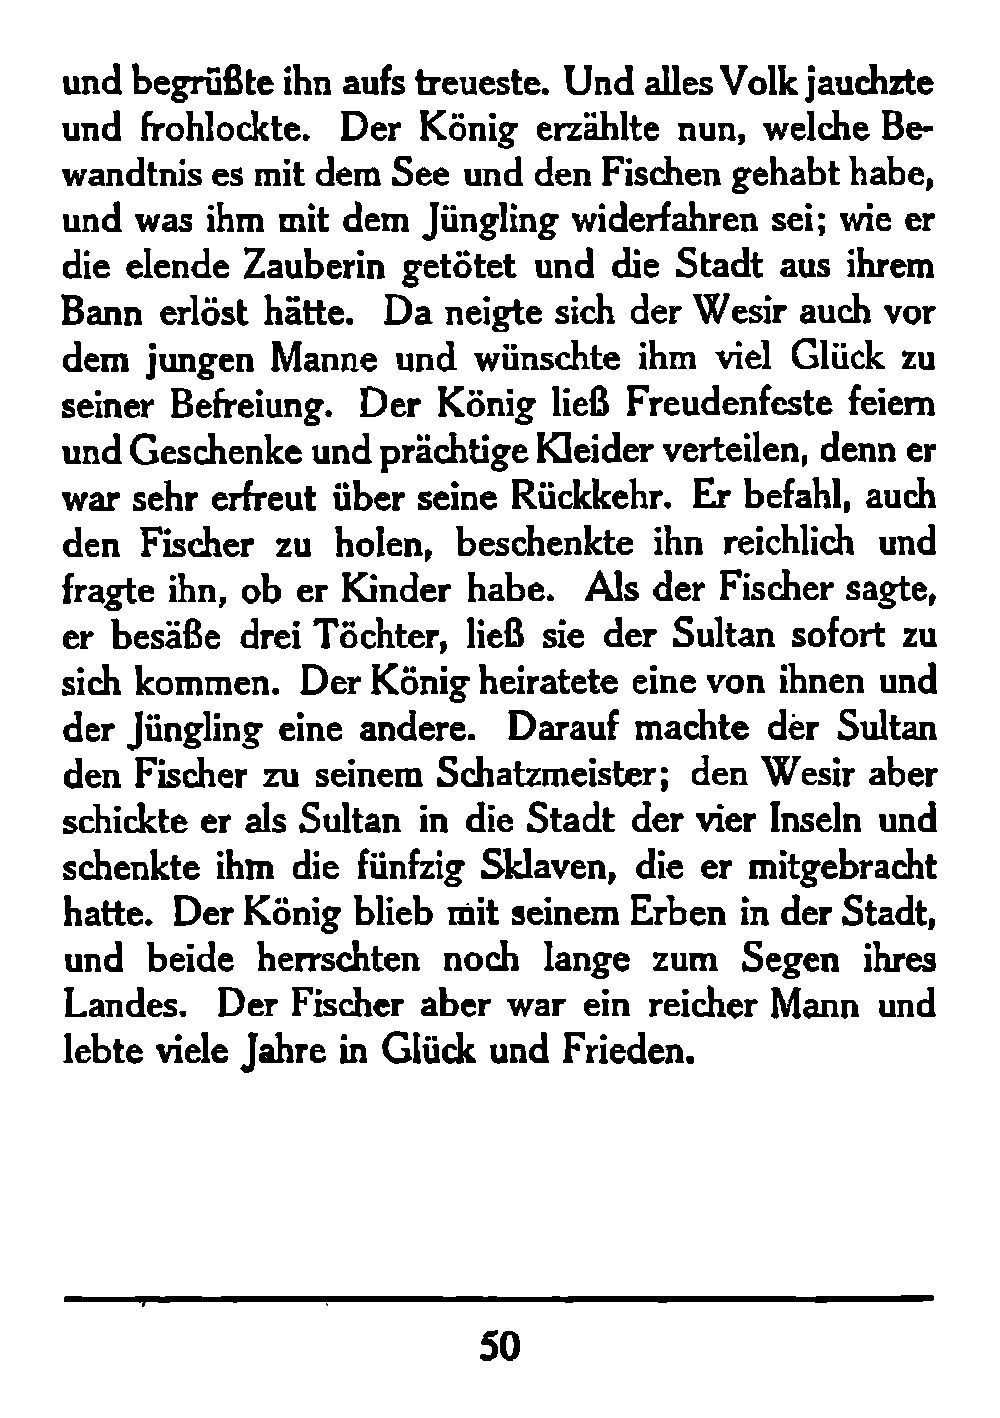 und begrüßte ihn aufs treueste. Und alles Volk jauchzte
und frohlockte. Der König erzählte nun, welche Be-
wandtnis es mit dem See und den Fischen gehabt habe,
und was ihm mit dem Jüngling widerfahren sei; wie er
die elende Zauberin getötet und die Stadt aus ihrem
Bann erlöst hätte. Da neigte sich der Wesir auch vor
dem jungen Manne und wünschte ihm viel Glück zu
seiner Befreiung. Der König ließ Freudenfeste feiern
und Geschenke und prächtige Kleider verteilen, denn er
war sehr erfreut über seine Rückkehr. Er befahl, auch
den Fischer zu holen, beschenkte ihn reichlich und
fragte ihn, ob er Kinder habe. Als der Fischer sagte,
er besäße drei Töchter, ließ sie der Sultan sofort zu
sich kommen. Der König heiratete eine von ihnen und
der Jüngling eine andere. Darauf machte der Sultan
den Fischer zu seinem Schatzmeister; den Wesir aber
schickte er als Sultan in die Stadt der vier Inseln und
schenkte ihm die fünfzig Sklaven, die er mitgebracht
hatte. Der König blieb mit seinem Erben in der Stadt,
und beide herrschten noch lange zum Segen ihres
Landes. Der Fischer aber war ein reicher Mann und
lebte viele Jahre in Glück und Frieden.
50